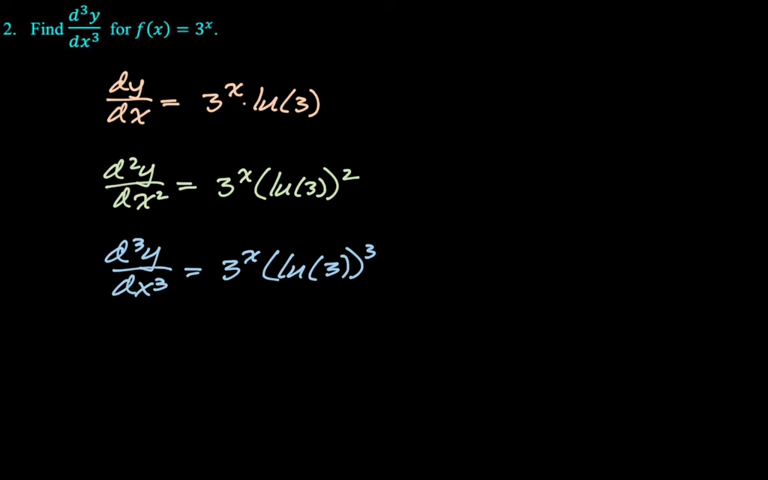 2. Find d³y/dx³ for f(x) = 3ˣ.
dy/dx = 3ˣ · ln(3)
d²y/dx² = 3ˣ(ln(3))²
d³y/dx³ = 3ˣ(ln(3))³